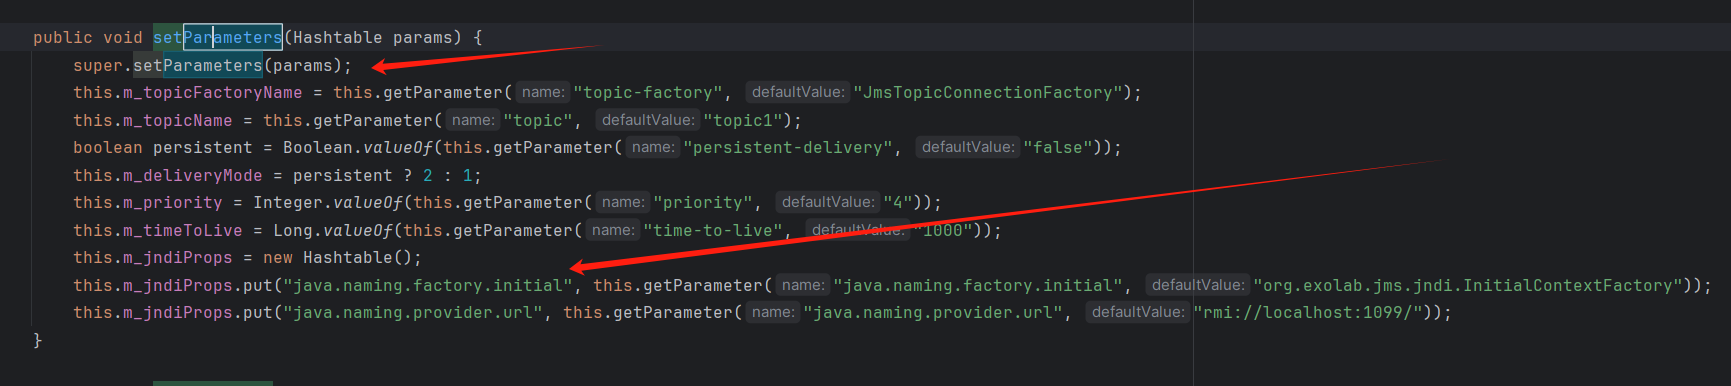 public void setParameters(Hashtable params) {
super.setParameters(params);
this.m_topicFactoryName = this.getParameter( name: "topic-factory", defaultValue: "JmsTopicConnectionFactory");
this.m_topicName = this.getParameter( name: "topic", defaultValue: "topic1");
boolean persistent = Boolean.valueOf(this.getParameter( name: "persistent-delivery", defaultValue: "false"));
this.m_deliveryMode = persistent ? 2 : 1;
this.m_priority = Integer.valueOf(this.getParameter( name: "priority", defaultValue: "4"));
this.m_timeToLive = Long.valueOf(this.getParameter( name: "time-to-live", defaultValue: "1000"));
this.m_jndiProps = new Hashtable();
this.m_jndiProps.put("java.naming.factory.initial", this.getParameter( name: "java.naming.factory.initial", defaultValue: "org.exolab.jms.jndi.InitialContextFactory"));
this.m_jndiProps.put("java.naming.provider.url", this.getParameter( name: "java.naming.provider.url", defaultValue: "rmi://localhost:1099/"));
}